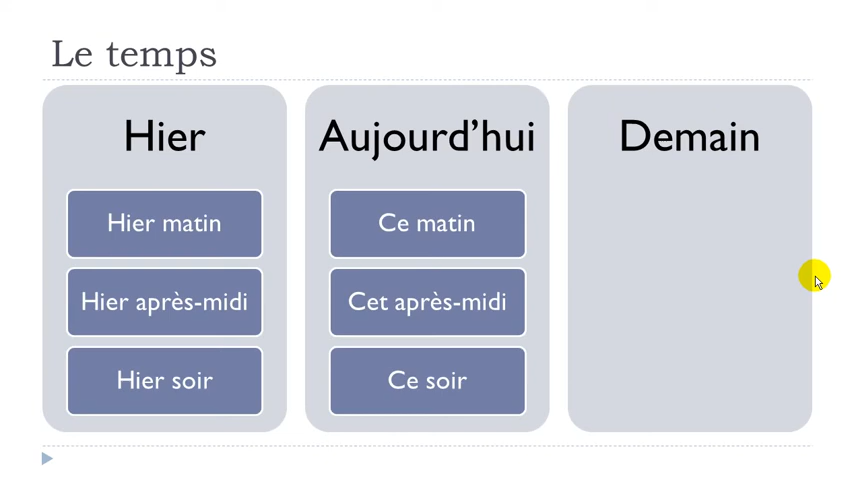 Le temps
Hier
Hier matin
Hier après-midi
Hier soir
Aujourd'hui
Ce matin
Cet après-midi
Ce soir
Demain